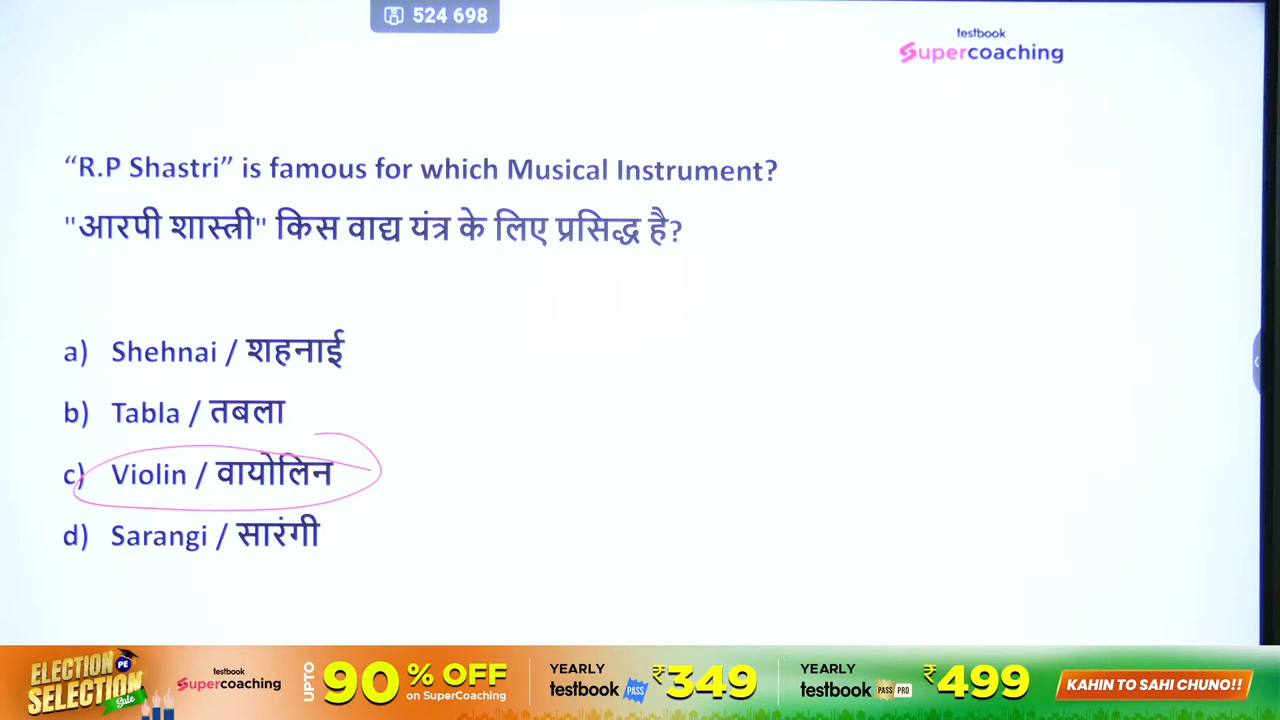 524 698
testbook
Supercoaching
“R.P Shastri” is famous for which Musical Instrument?
"आरपी शास्त्री" किस वाद्य यंत्र के लिए प्रसिद्ध है?
a) Shehnai / शहनाई
b) Tabla / तबला
c) Violin / वायोलिन
d) Sarangi / सारंगी
ELECTION PE SELECTION Sale
testbook Supercoaching
UPTO 90% OFF on SuperCoaching
YEARLY testbook PASS ₹349
YEARLY testbook PASS PRO ₹499
KAHIN TO SAHI CHUNO!!